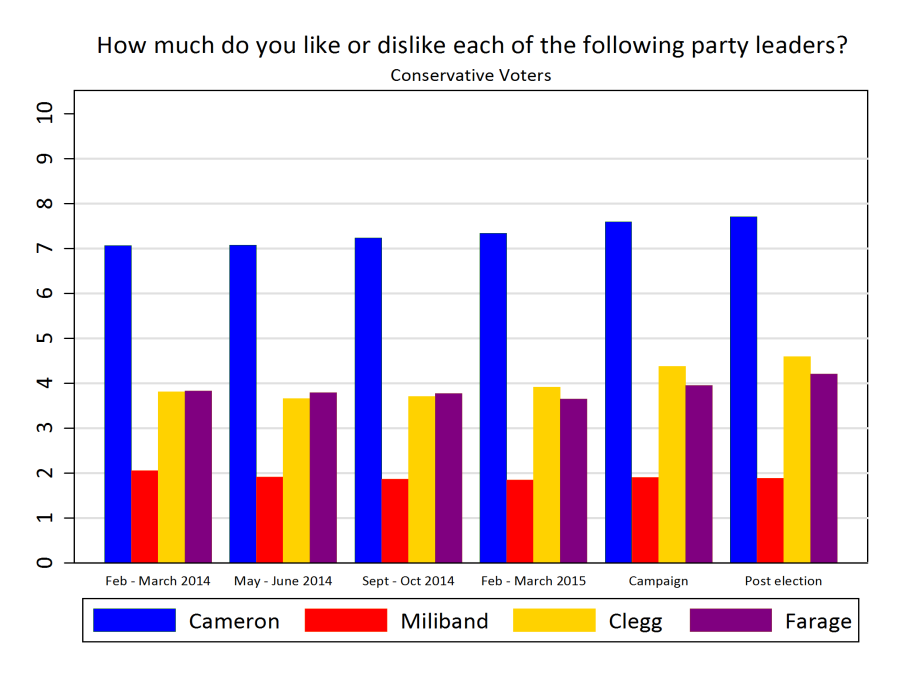 How much do you like or dislike each of the following party leaders?
Conservative Voters
10
9
8
7
6
5
4
3
2
1
0
Feb - March 2014 May - June 2014 Sept - Oct 2014 Feb - March 2015 Campaign Post election
Cameron Miliband Clegg Farage